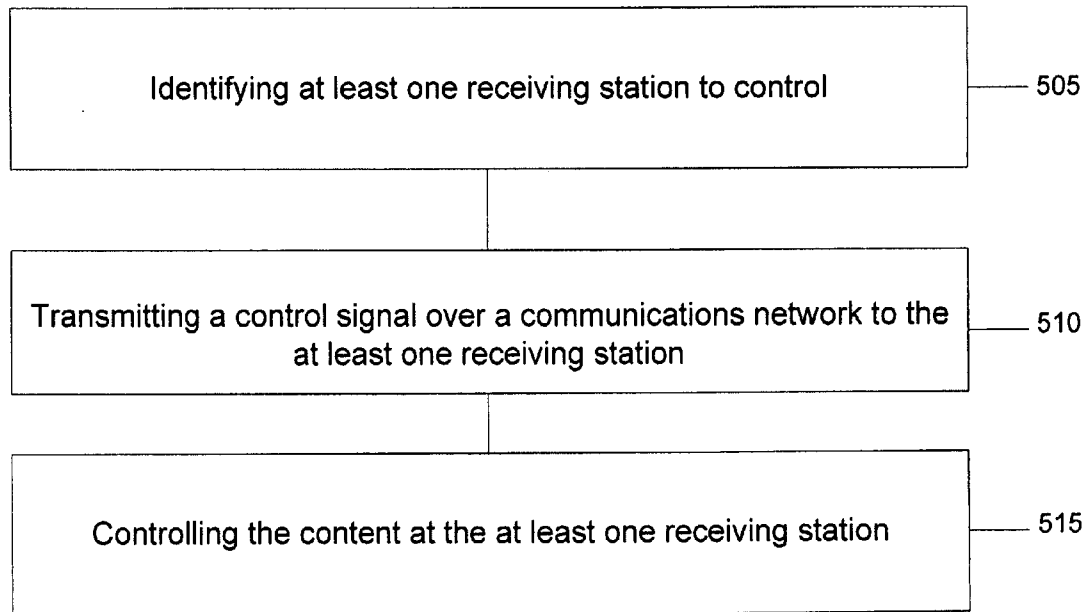 Identifying at least one receiving station to control
505
Transmitting a control signal over a communications network to the
at least one receiving station
510
Controlling the content at the at least one receiving station
515